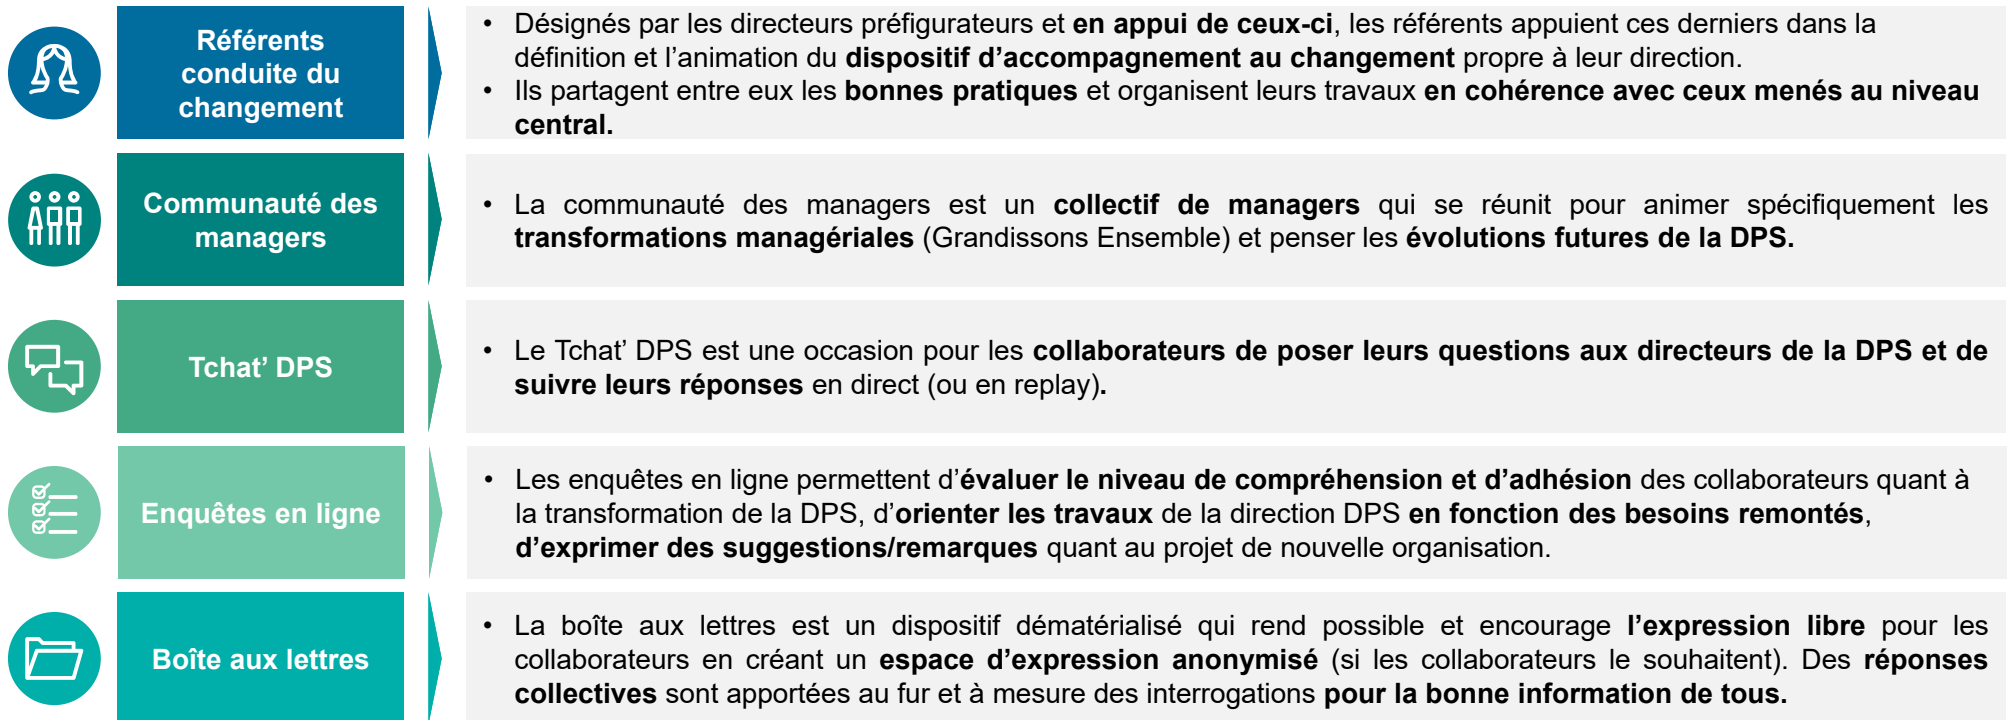 Référents
conduite du
changement
• Désignés par les directeurs préfigurateurs et en appui de ceux-ci, les référents appuient ces derniers dans la
définition et l’animation du dispositif d’accompagnement au changement propre à leur direction.
• Ils partagent entre eux les bonnes pratiques et organisent leurs travaux en cohérence avec ceux menés au niveau
central.
Communauté des
managers
• La communauté des managers est un collectif de managers qui se réunit pour animer spécifiquement les
transformations managériales (Grandissons Ensemble) et penser les évolutions futures de la DPS.
Tchat’ DPS
• Le Tchat’ DPS est une occasion pour les collaborateurs de poser leurs questions aux directeurs de la DPS et de
suivre leurs réponses en direct (ou en replay).
Enquêtes en ligne
• Les enquêtes en ligne permettent d’évaluer le niveau de compréhension et d’adhésion des collaborateurs quant à
la transformation de la DPS, d’orienter les travaux de la direction DPS en fonction des besoins remontés,
d’exprimer des suggestions/remarques quant au projet de nouvelle organisation.
Boîte aux lettres
• La boîte aux lettres est un dispositif dématérialisé qui rend possible et encourage l’expression libre pour les
collaborateurs en créant un espace d’expression anonymisé (si les collaborateurs le souhaitent). Des réponses
collectives sont apportées au fur et à mesure des interrogations pour la bonne information de tous.